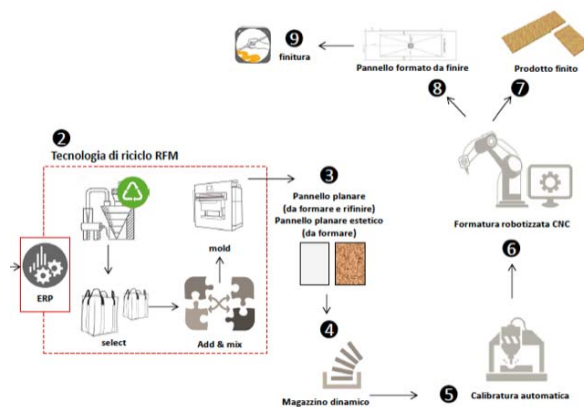 9
finitura
Pannello formato da finire
8
Prodotto finito
7
2
Tecnologia di riciclo RFM
ERP
select
Add & mix
mold
3
Pannello planare
(da formare e rifinire)
Pannello planare estetico
(da formare)
4
Magazzino dinamico
5
Calibratura automatica
6
Formatura robotizzata CNC